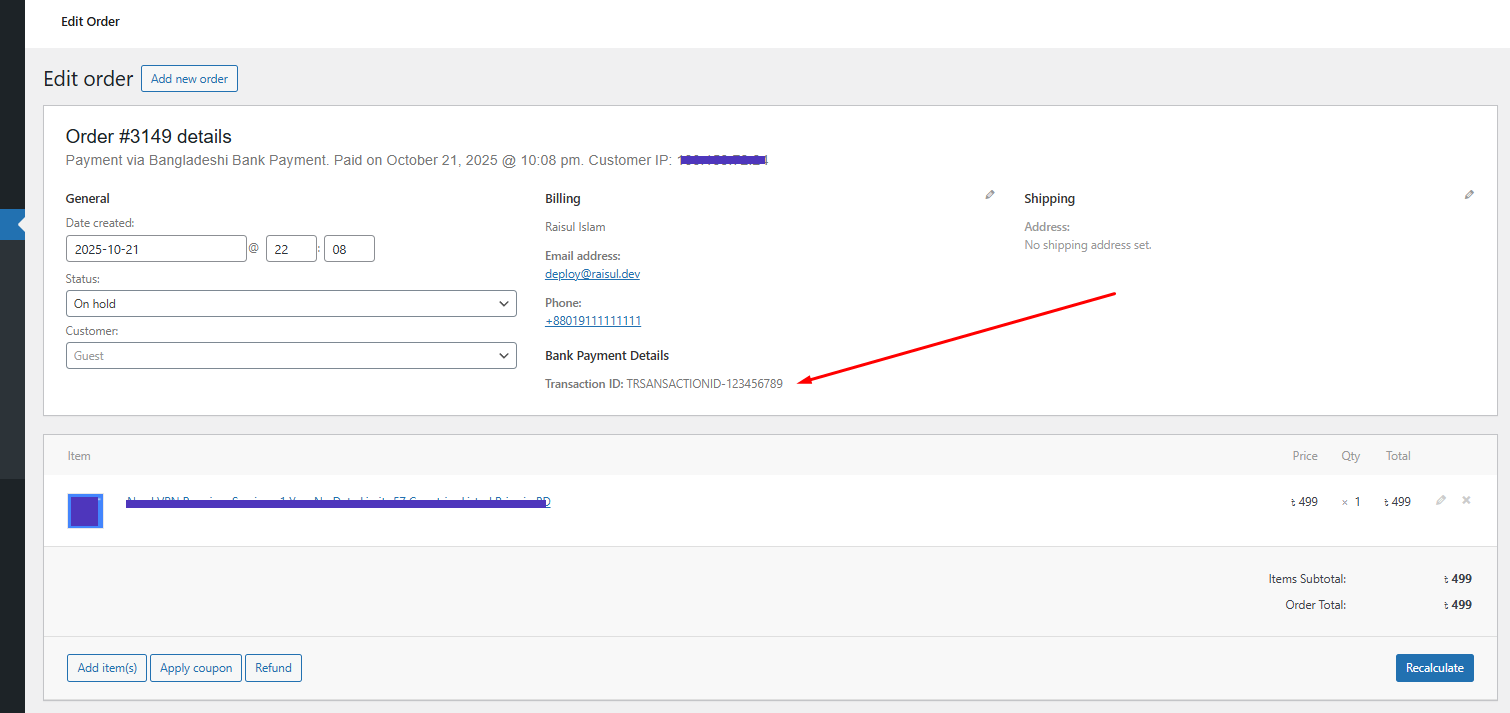 Edit Order
Edit order
Add new order
Order #3149 details
Payment via Bangladeshi Bank Payment. Paid on October 21, 2025 @ 10:08 pm. Customer IP:
General
Date created:
2025-10-21 @ 22 : 08
Status:
On hold
Customer:
Guest
Billing
Raisul Islam
Email address:
deploy@raisul.dev
Phone:
+88019111111111
Bank Payment Details
Transaction ID: TRSANSACTIONID-123456789
Shipping
Address:
No shipping address set.
Item Price Qty Total
৳ 499 × 1 ৳ 499
Items Subtotal: ৳ 499
Order Total: ৳ 499
Add item(s) Apply coupon Refund Recalculate